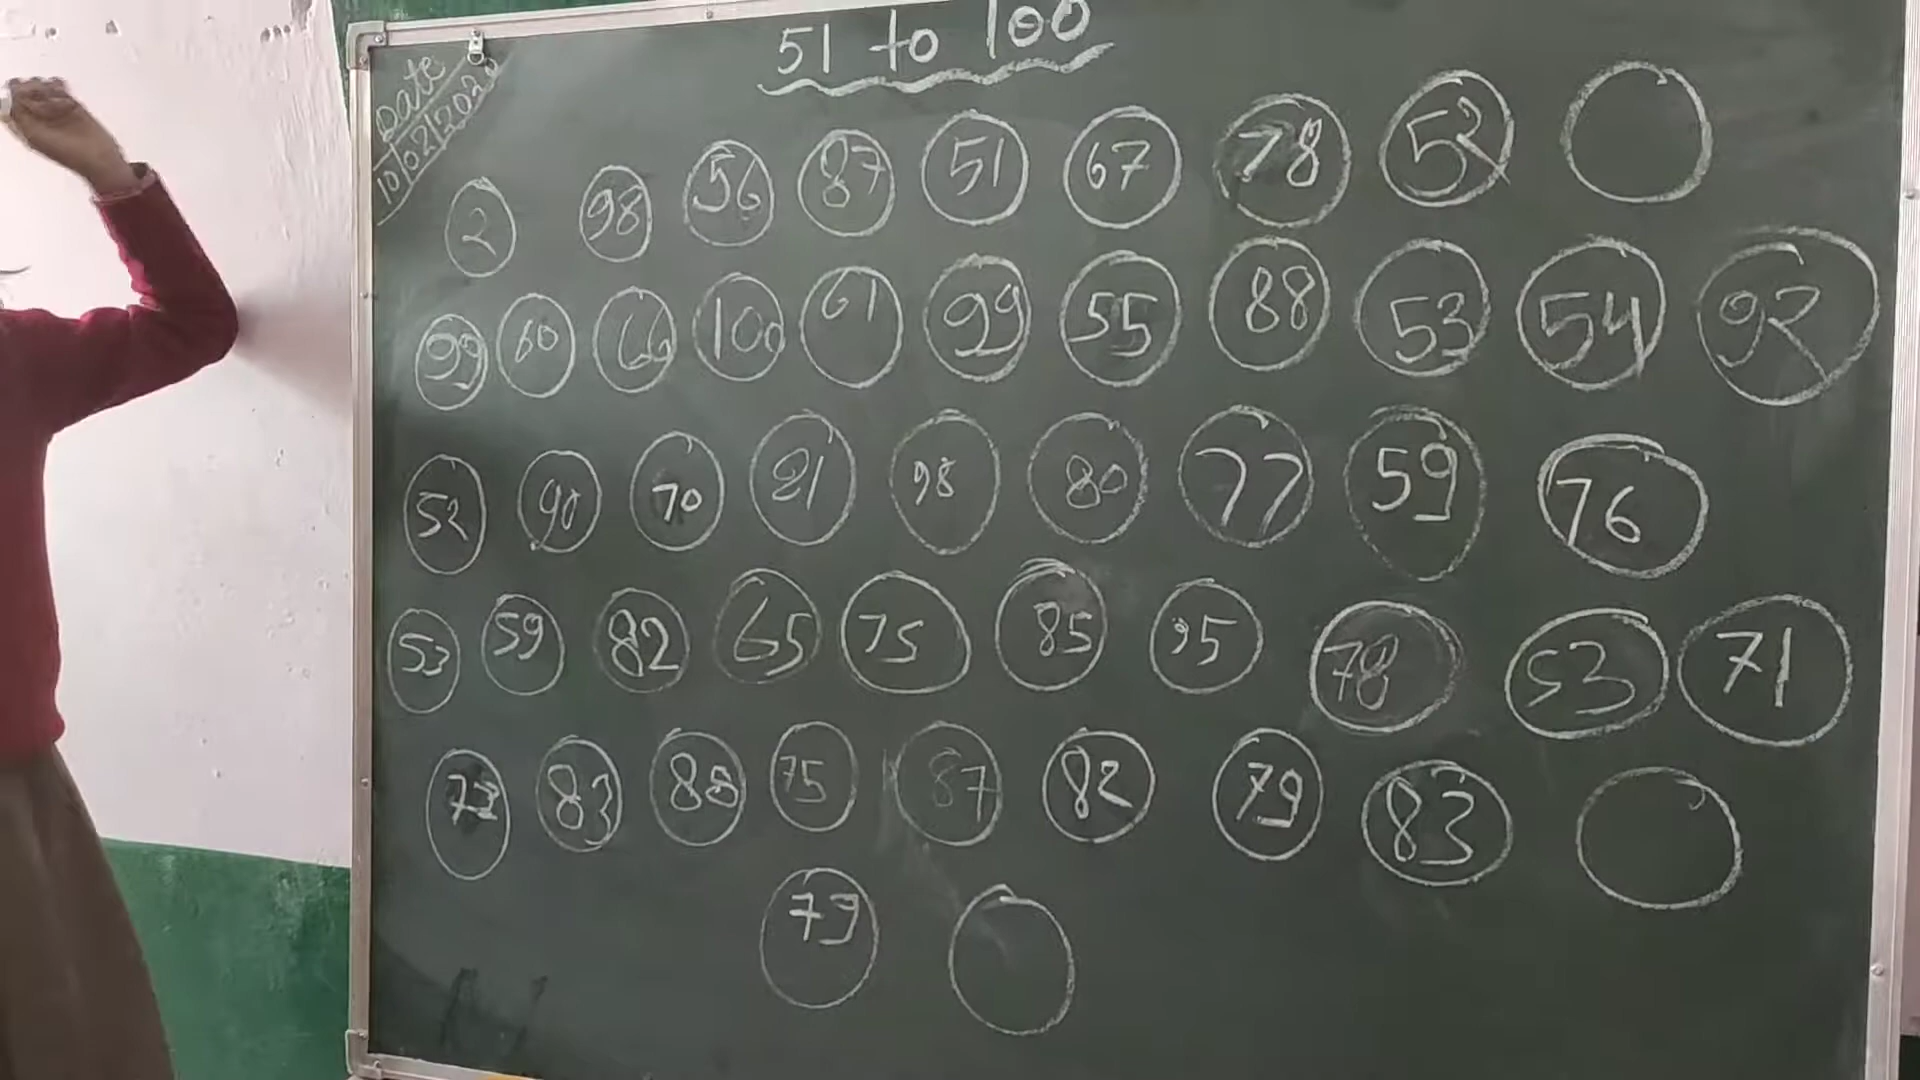 51 to 100
Date
10/02/202
2 98 56 87 51 67 78 52
99 60 66 100 61 99 55 88 53 54 92
52 90 70 81 98 80 77 59 76
53 59 82 65 75 85 95 78 53 71
73 83 88 75 87 82 79 83
79